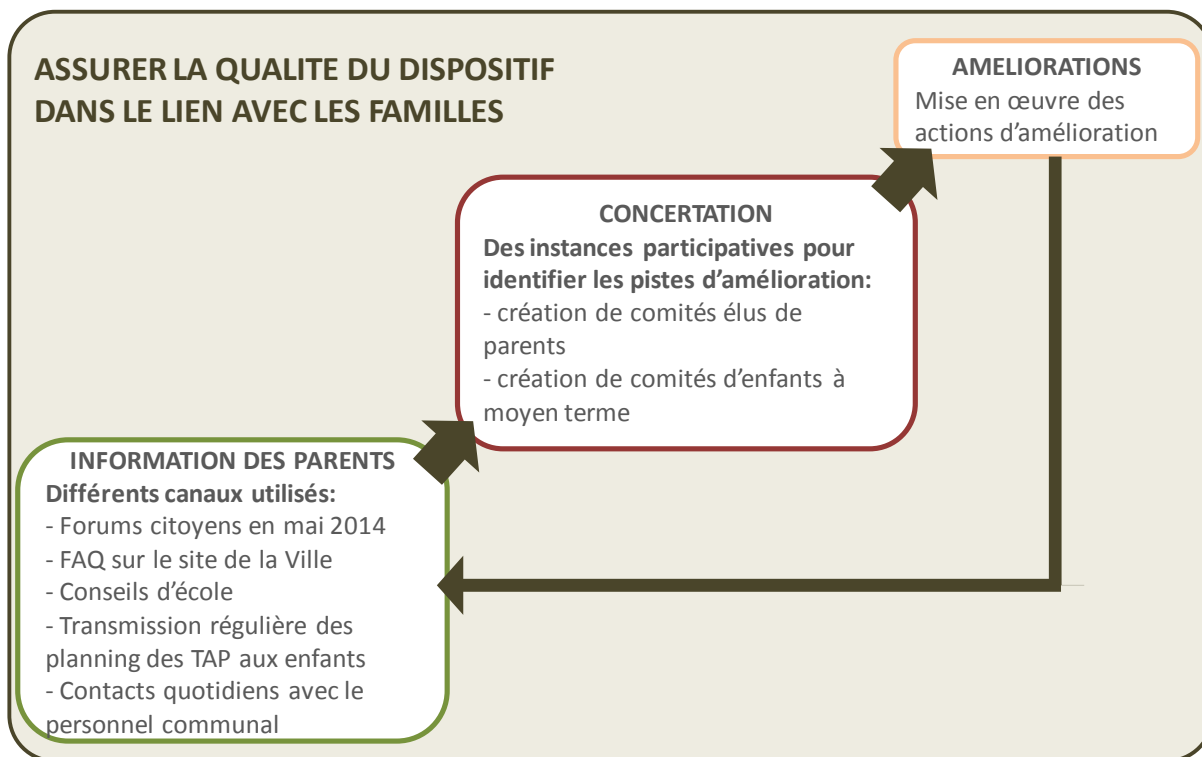 ASSURER LA QUALITE DU DISPOSITIF
DANS LE LIEN AVEC LES FAMILLES
AMELIORATIONS
Mise en œuvre des
actions d’amélioration
CONCERTATION
Des instances participatives pour
identifier les pistes d’amélioration:
- création de comités élus de
parents
- création de comités d’enfants à
moyen terme
INFORMATION DES PARENTS
Différents canaux utilisés:
- Forums citoyens en mai 2014
- FAQ sur le site de la Ville
- Conseils d’école
- Transmission régulière des
planning des TAP aux enfants
- Contacts quotidiens avec le
personnel communal